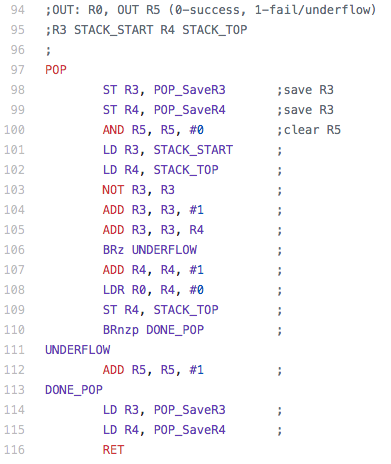 94 ;OUT: R0, OUT R5 (0-success, 1-fail/underflow)
95 ;R3 STACK_START R4 STACK_TOP
96 ;
97 POP
98 ST R3, POP_SaveR3 ;save R3
99 ST R4, POP_SaveR4 ;save R3
100 AND R5, R5, #0 ;clear R5
101 LD R3, STACK_START ;
102 LD R4, STACK_TOP ;
103 NOT R3, R3 ;
104 ADD R3, R3, #1 ;
105 ADD R3, R3, R4 ;
106 BRz UNDERFLOW ;
107 ADD R4, R4, #1 ;
108 LDR R0, R4, #0 ;
109 ST R4, STACK_TOP ;
110 BRnzp DONE_POP ;
111 UNDERFLOW
112 ADD R5, R5, #1 ;
113 DONE_POP
114 LD R3, POP_SaveR3 ;
115 LD R4, POP_SaveR4 ;
116 RET